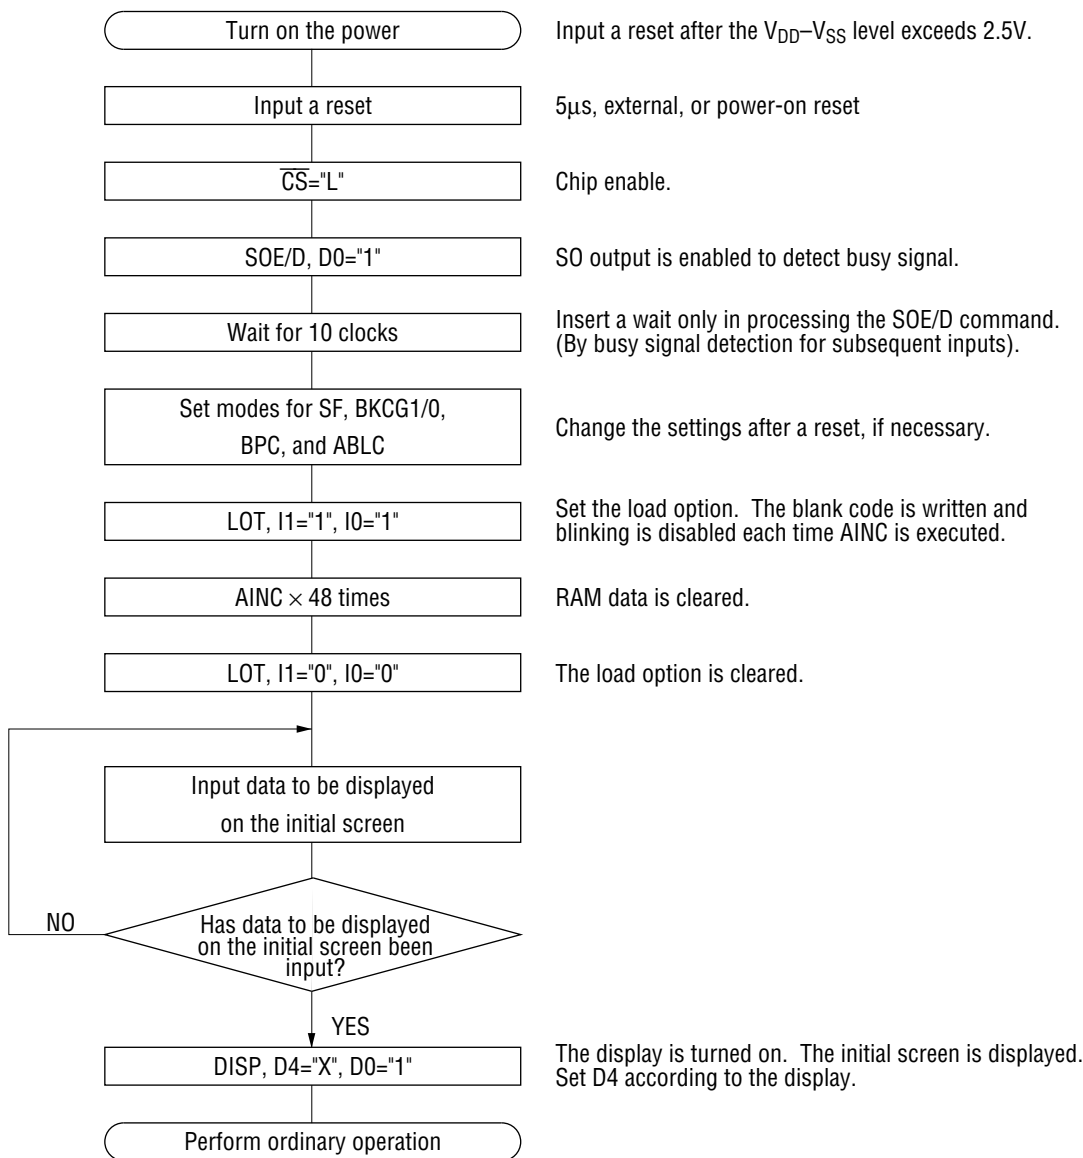 Turn on the power
Input a reset after the VDD–VSS level exceeds 2.5V.
Input a reset
5μs, external, or power-on reset
C̅S̅="L"
Chip enable.
SOE/D, D0="1"
SO output is enabled to detect busy signal.
Wait for 10 clocks
Insert a wait only in processing the SOE/D command.
(By busy signal detection for subsequent inputs).
Set modes for SF, BKCG1/0,
BPC, and ABLC
Change the settings after a reset, if necessary.
LOT, I1="1", I0="1"
Set the load option. The blank code is written and
blinking is disabled each time AINC is executed.
AINC × 48 times
RAM data is cleared.
LOT, I1="0", I0="0"
The load option is cleared.
Input data to be displayed
on the initial screen
NO
Has data to be displayed
on the initial screen been
input?
YES
DISP, D4="X", D0="1"
The display is turned on. The initial screen is displayed.
Set D4 according to the display.
Perform ordinary operation